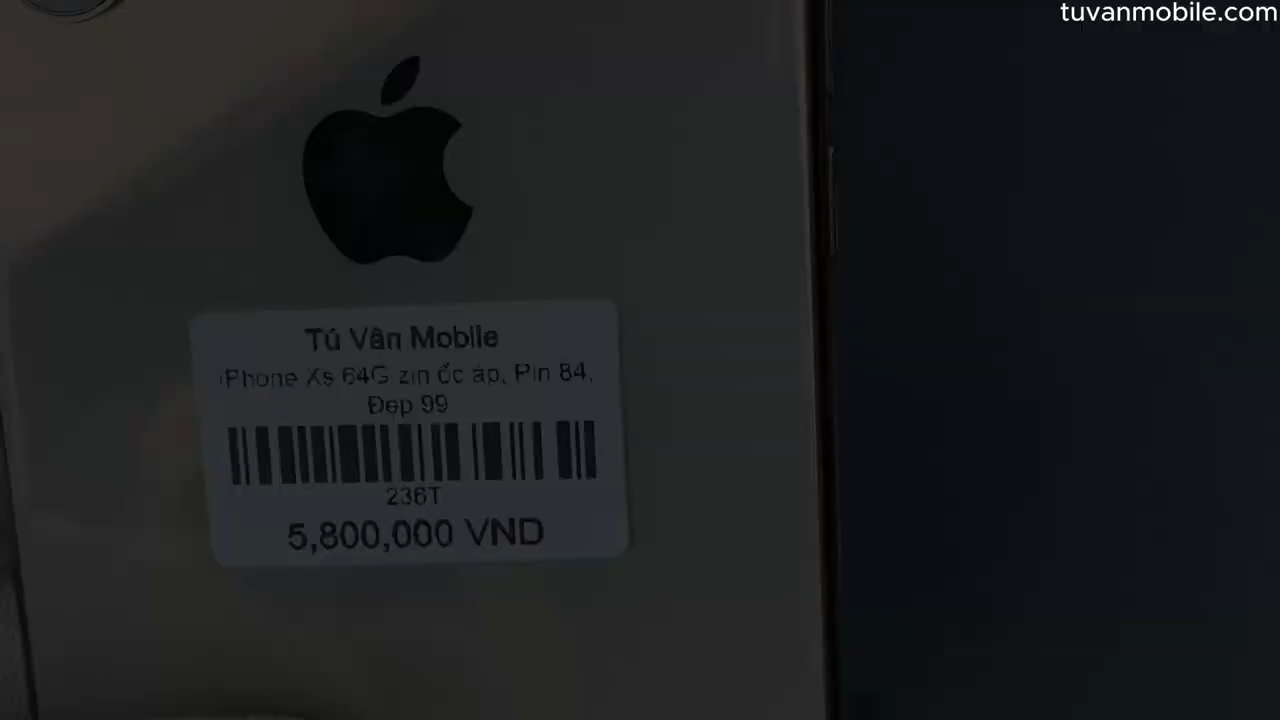 tuvanmobile.com
Tú Vân Mobile
iPhone Xs 64G zin ốc áp, Pin 84,
Đẹp 99
236T
5,800,000 VND